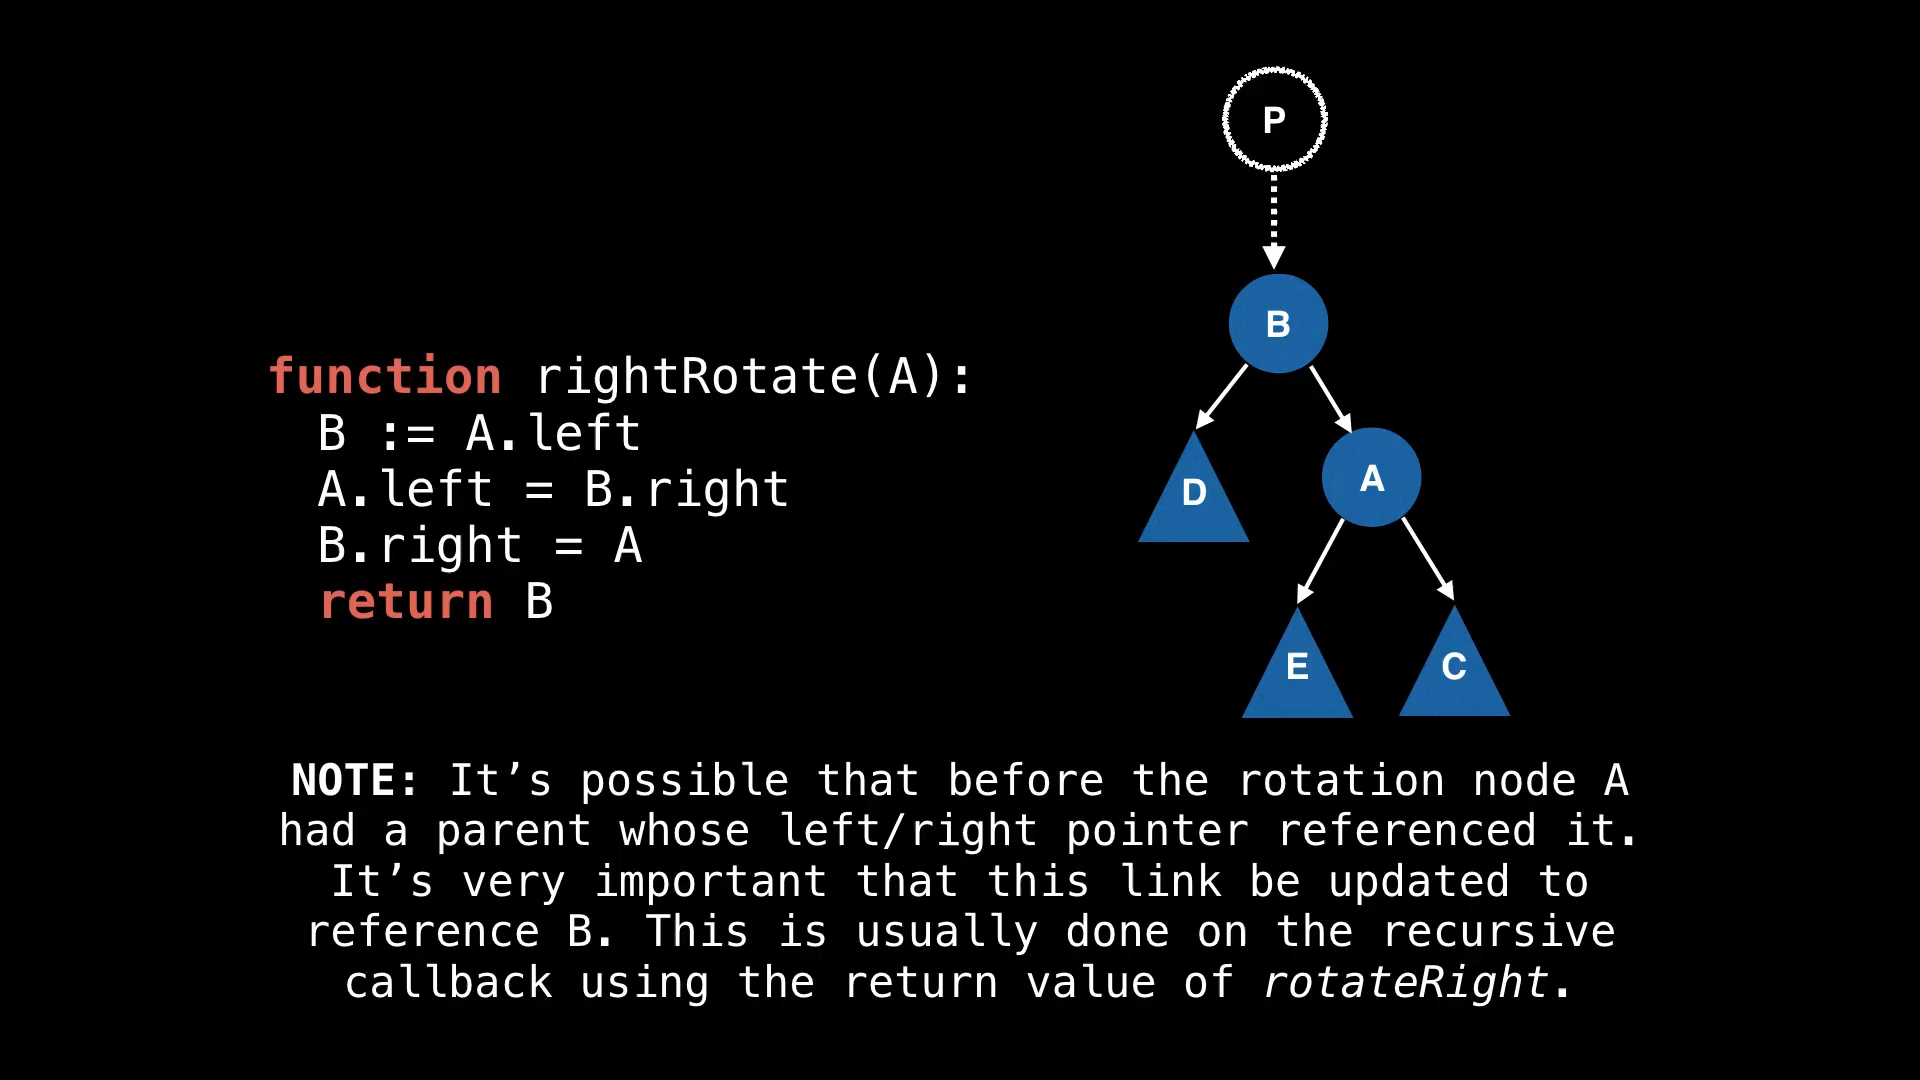 P
B
function rightRotate(A):
B := A.left
D
A
A.left = B.right
B.right = A
return B
E
C
NOTE: It’s possible that before the rotation node A
had a parent whose left/right pointer referenced it.
It’s very important that this link be updated to
reference B. This is usually done on the recursive
callback using the return value of rotateRight.